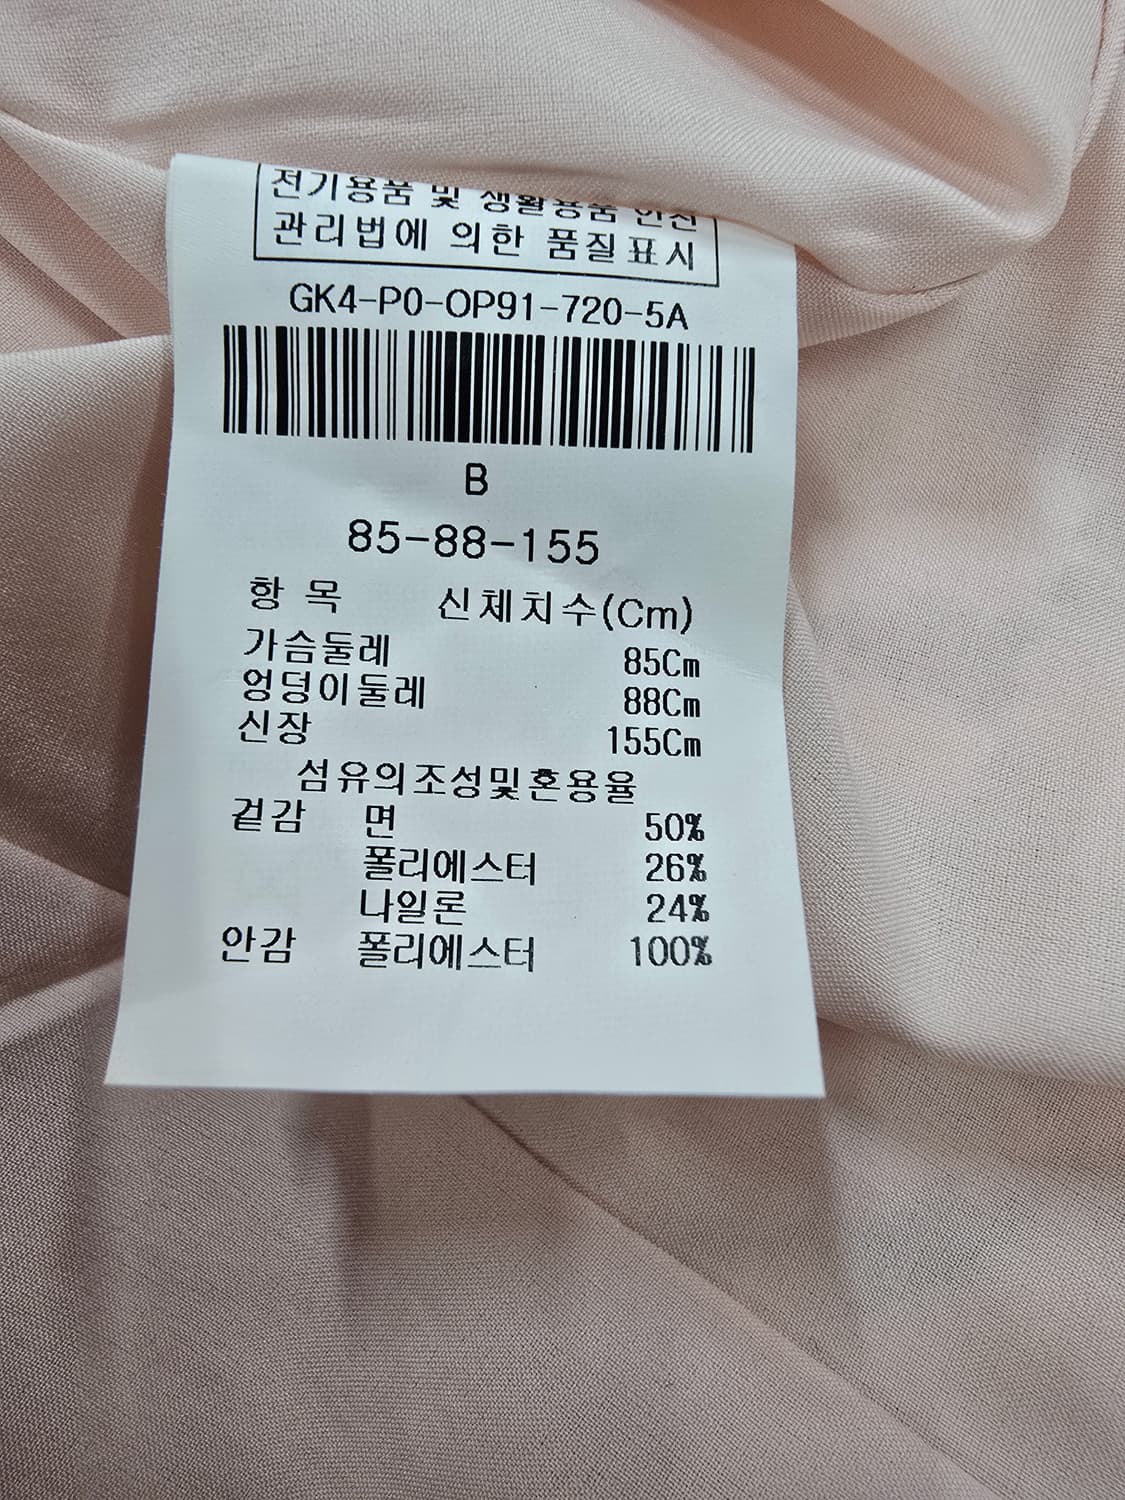 전기용품 및 생활용품 안전
관리법에 의한 품질표시
GK4-P0-OP91-720-5A
B
85-88-155
항 목 신체치수(Cm)
가슴둘레 85Cm
엉덩이둘레 88Cm
신장 155Cm
섬유의조성및혼용율
겉감 면 50%
폴리에스터 26%
나일론 24%
안감 폴리에스터 100%